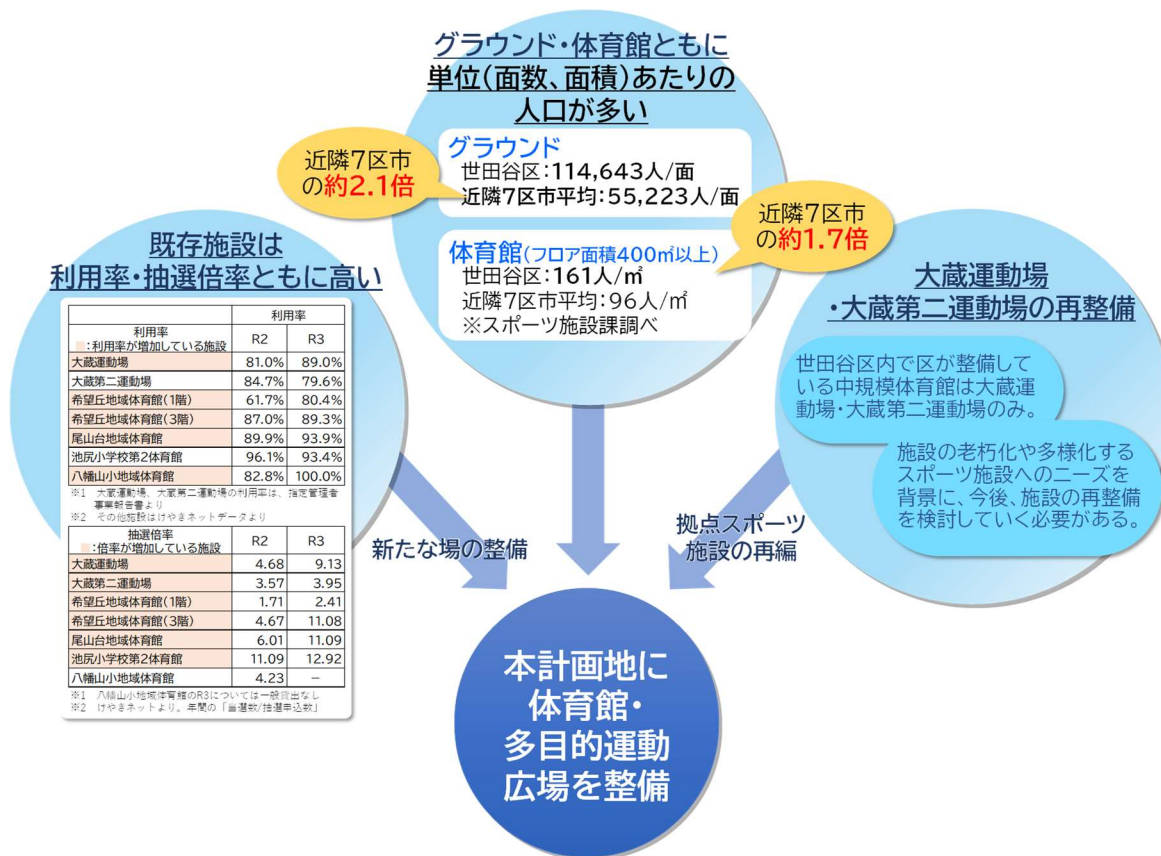 グラウンド・体育館ともに
単位(面数、面積)あたりの
人口が多い
グラウンド
世田谷区:114,643人/面
近隣7区市平均:55,223人/面
近隣7区市
の約2.1倍
体育館(フロア面積400㎡以上)
世田谷区:161人/㎡
近隣7区市平均:96人/㎡
※スポーツ施設課調べ
近隣7区市
の約1.7倍
既存施設は
利用率・抽選倍率ともに高い
利用率
利用率 R2 R3
:利用率が増加している施設
大蔵運動場 81.0% 89.0%
大蔵第二運動場 84.7% 79.6%
希望丘地域体育館(1階) 61.7% 80.4%
希望丘地域体育館(3階) 87.0% 89.3%
尾山台地域体育館 89.9% 93.9%
池尻小学校第2体育館 96.1% 93.4%
八幡山小地域体育館 82.8% 100.0%
※1 大蔵運動場、大蔵第二運動場の利用率は、指定管理者
事業報告書より
※2 その他施設はけやきネットデータより
抽選倍率 R2 R3
:倍率が増加している施設
大蔵運動場 4.68 9.13
大蔵第二運動場 3.57 3.95
希望丘地域体育館(1階) 1.71 2.41
希望丘地域体育館(3階) 4.67 11.08
尾山台地域体育館 6.01 11.09
池尻小学校第2体育館 11.09 12.92
八幡山小地域体育館 4.23 −
※1 八幡山小地域体育館のR3については一般貸出なし
※2 けやきネットより。年間の「当選数/抽選申込数」
大蔵運動場
・大蔵第二運動場の再整備
世田谷区内で区が整備して
いる中規模体育館は大蔵運
動場・大蔵第二運動場のみ。
施設の老朽化や多様化する
スポーツ施設へのニーズを
背景に、今後、施設の再整備
を検討していく必要がある。
新たな場の整備
拠点スポーツ
施設の再編
本計画地に
体育館・
多目的運動
広場を整備